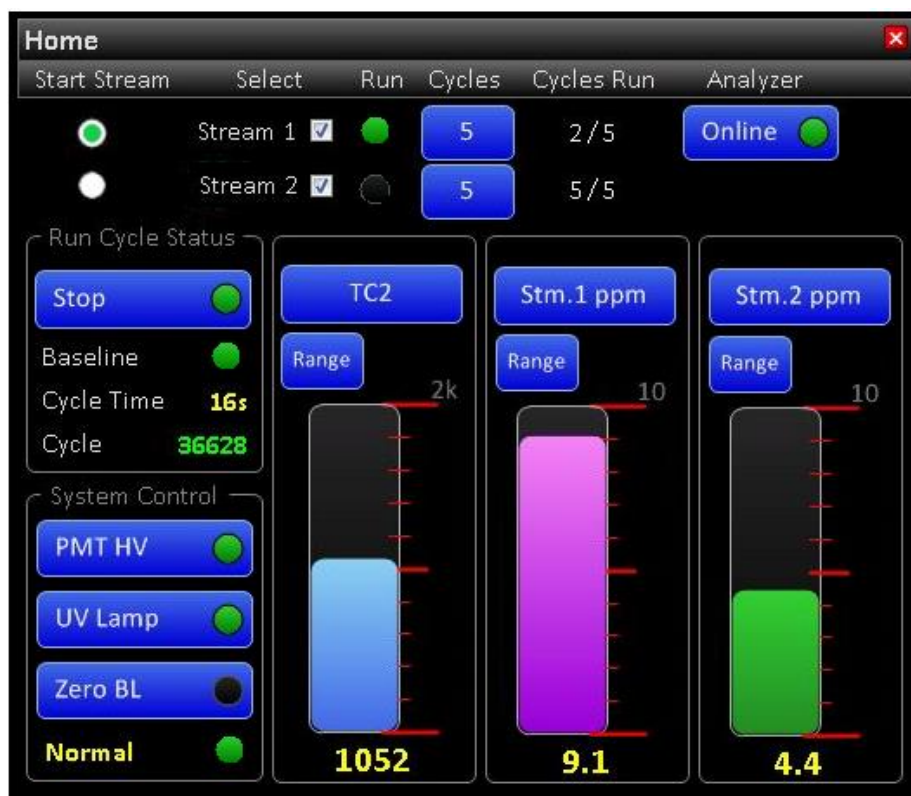 Home
Start Stream Select Run Cycles Cycles Run Analyzer
Stream 1 5 2/5 Online
Stream 2 5 5/5
Run Cycle Status
Stop
Baseline
Cycle Time 16s
Cycle 36628
System Control
PMT HV
UV Lamp
Zero BL
Normal
TC2
Range
2k
1052
Stm.1 ppm
Range
10
9.1
Stm.2 ppm
Range
10
4.4